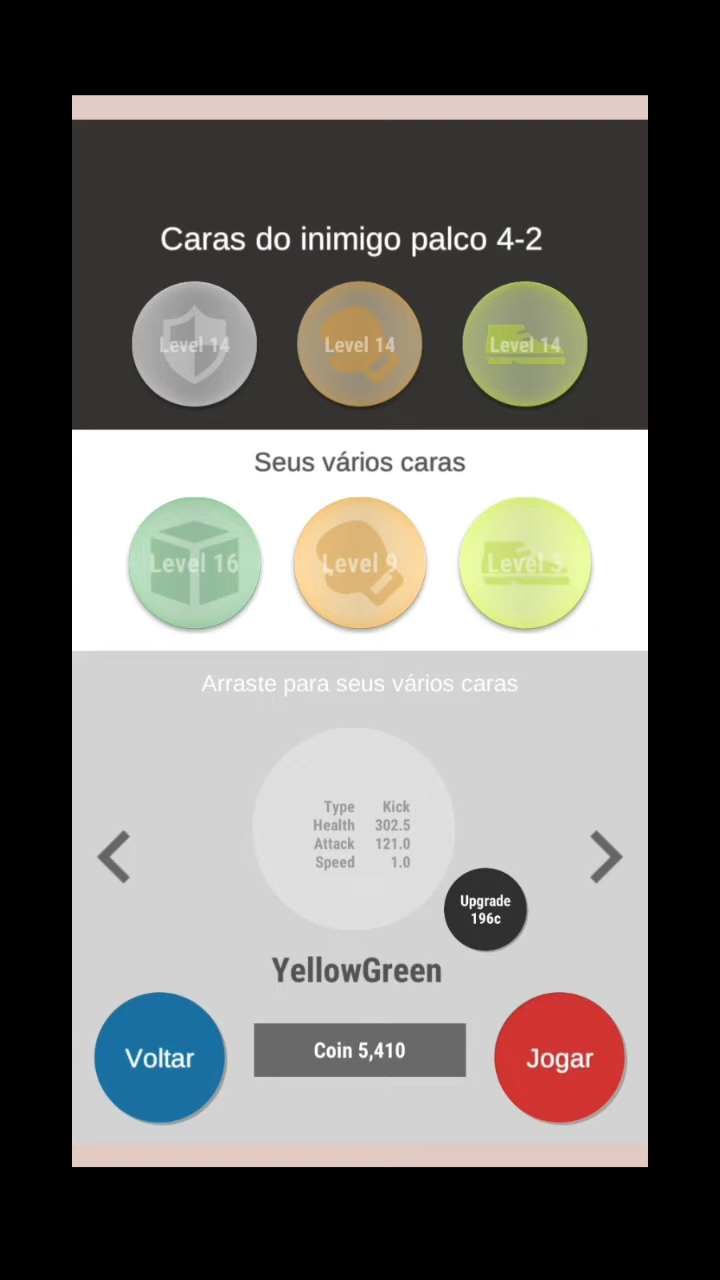 Caras do inimigo palco 4-2
Level 14 Level 14 Level 14
Seus vários caras
Level 16 Level 9 Level 3
Arraste para seus vários caras
Type Kick
Health 302.5
Attack 121.0
Speed 1.0
Upgrade
196c
YellowGreen
Voltar Coin 5,410 Jogar